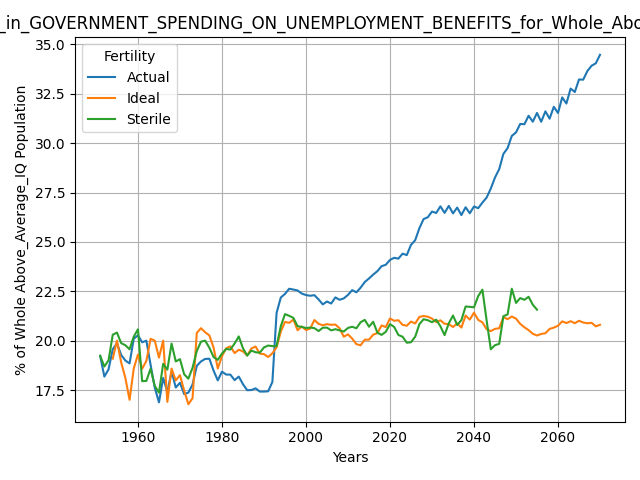 _in_GOVERNMENT_SPENDING_ON_UNEMPLOYMENT_BENEFITS_for_Whole_Abo
% of Whole Above_Average_IQ Population
35.0
32.5
30.0
27.5
25.0
22.5
20.0
17.5
Fertility
Actual
Ideal
Sterile
1960 1980 2000 2020 2040 2060
Years